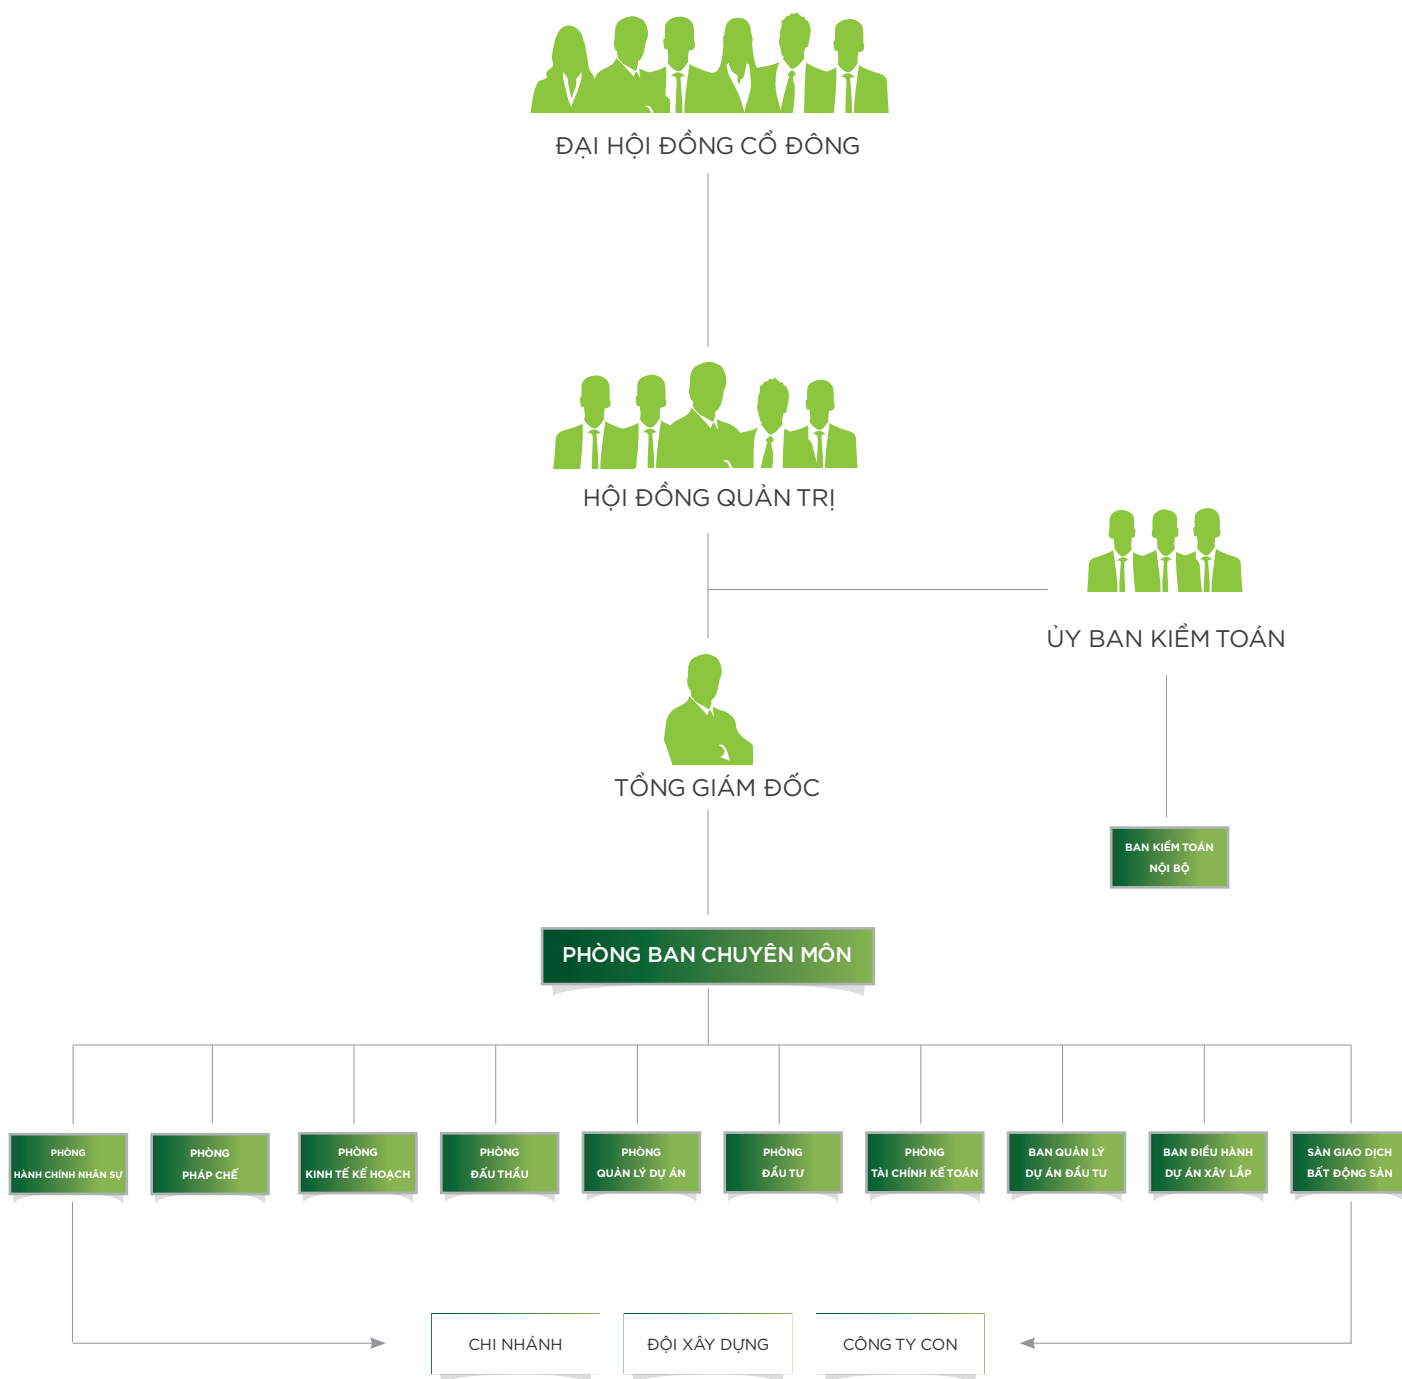 ĐẠI HỘI ĐỒNG CỔ ĐÔNG
HỘI ĐỒNG QUẢN TRỊ
ỦY BAN KIỂM TOÁN
TỔNG GIÁM ĐỐC
BAN KIỂM TOÁN
NỘI BỘ
PHÒNG BAN CHUYÊN MÔN
PHÒNG
HÀNH CHÍNH NHÂN SỰ
PHÒNG
PHÁP CHẾ
PHÒNG
KINH TẾ KẾ HOẠCH
PHÒNG
ĐẤU THẦU
PHÒNG
QUẢN LÝ DỰ ÁN
PHÒNG
ĐẦU TƯ
PHÒNG
TÀI CHÍNH KẾ TOÁN
BAN QUẢN LÝ
DỰ ÁN ĐẦU TƯ
BAN ĐIỀU HÀNH
DỰ ÁN XÂY LẮP
SÀN GIAO DỊCH
BẤT ĐỘNG SẢN
CHI NHÁNH
ĐỘI XÂY DỰNG
CÔNG TY CON